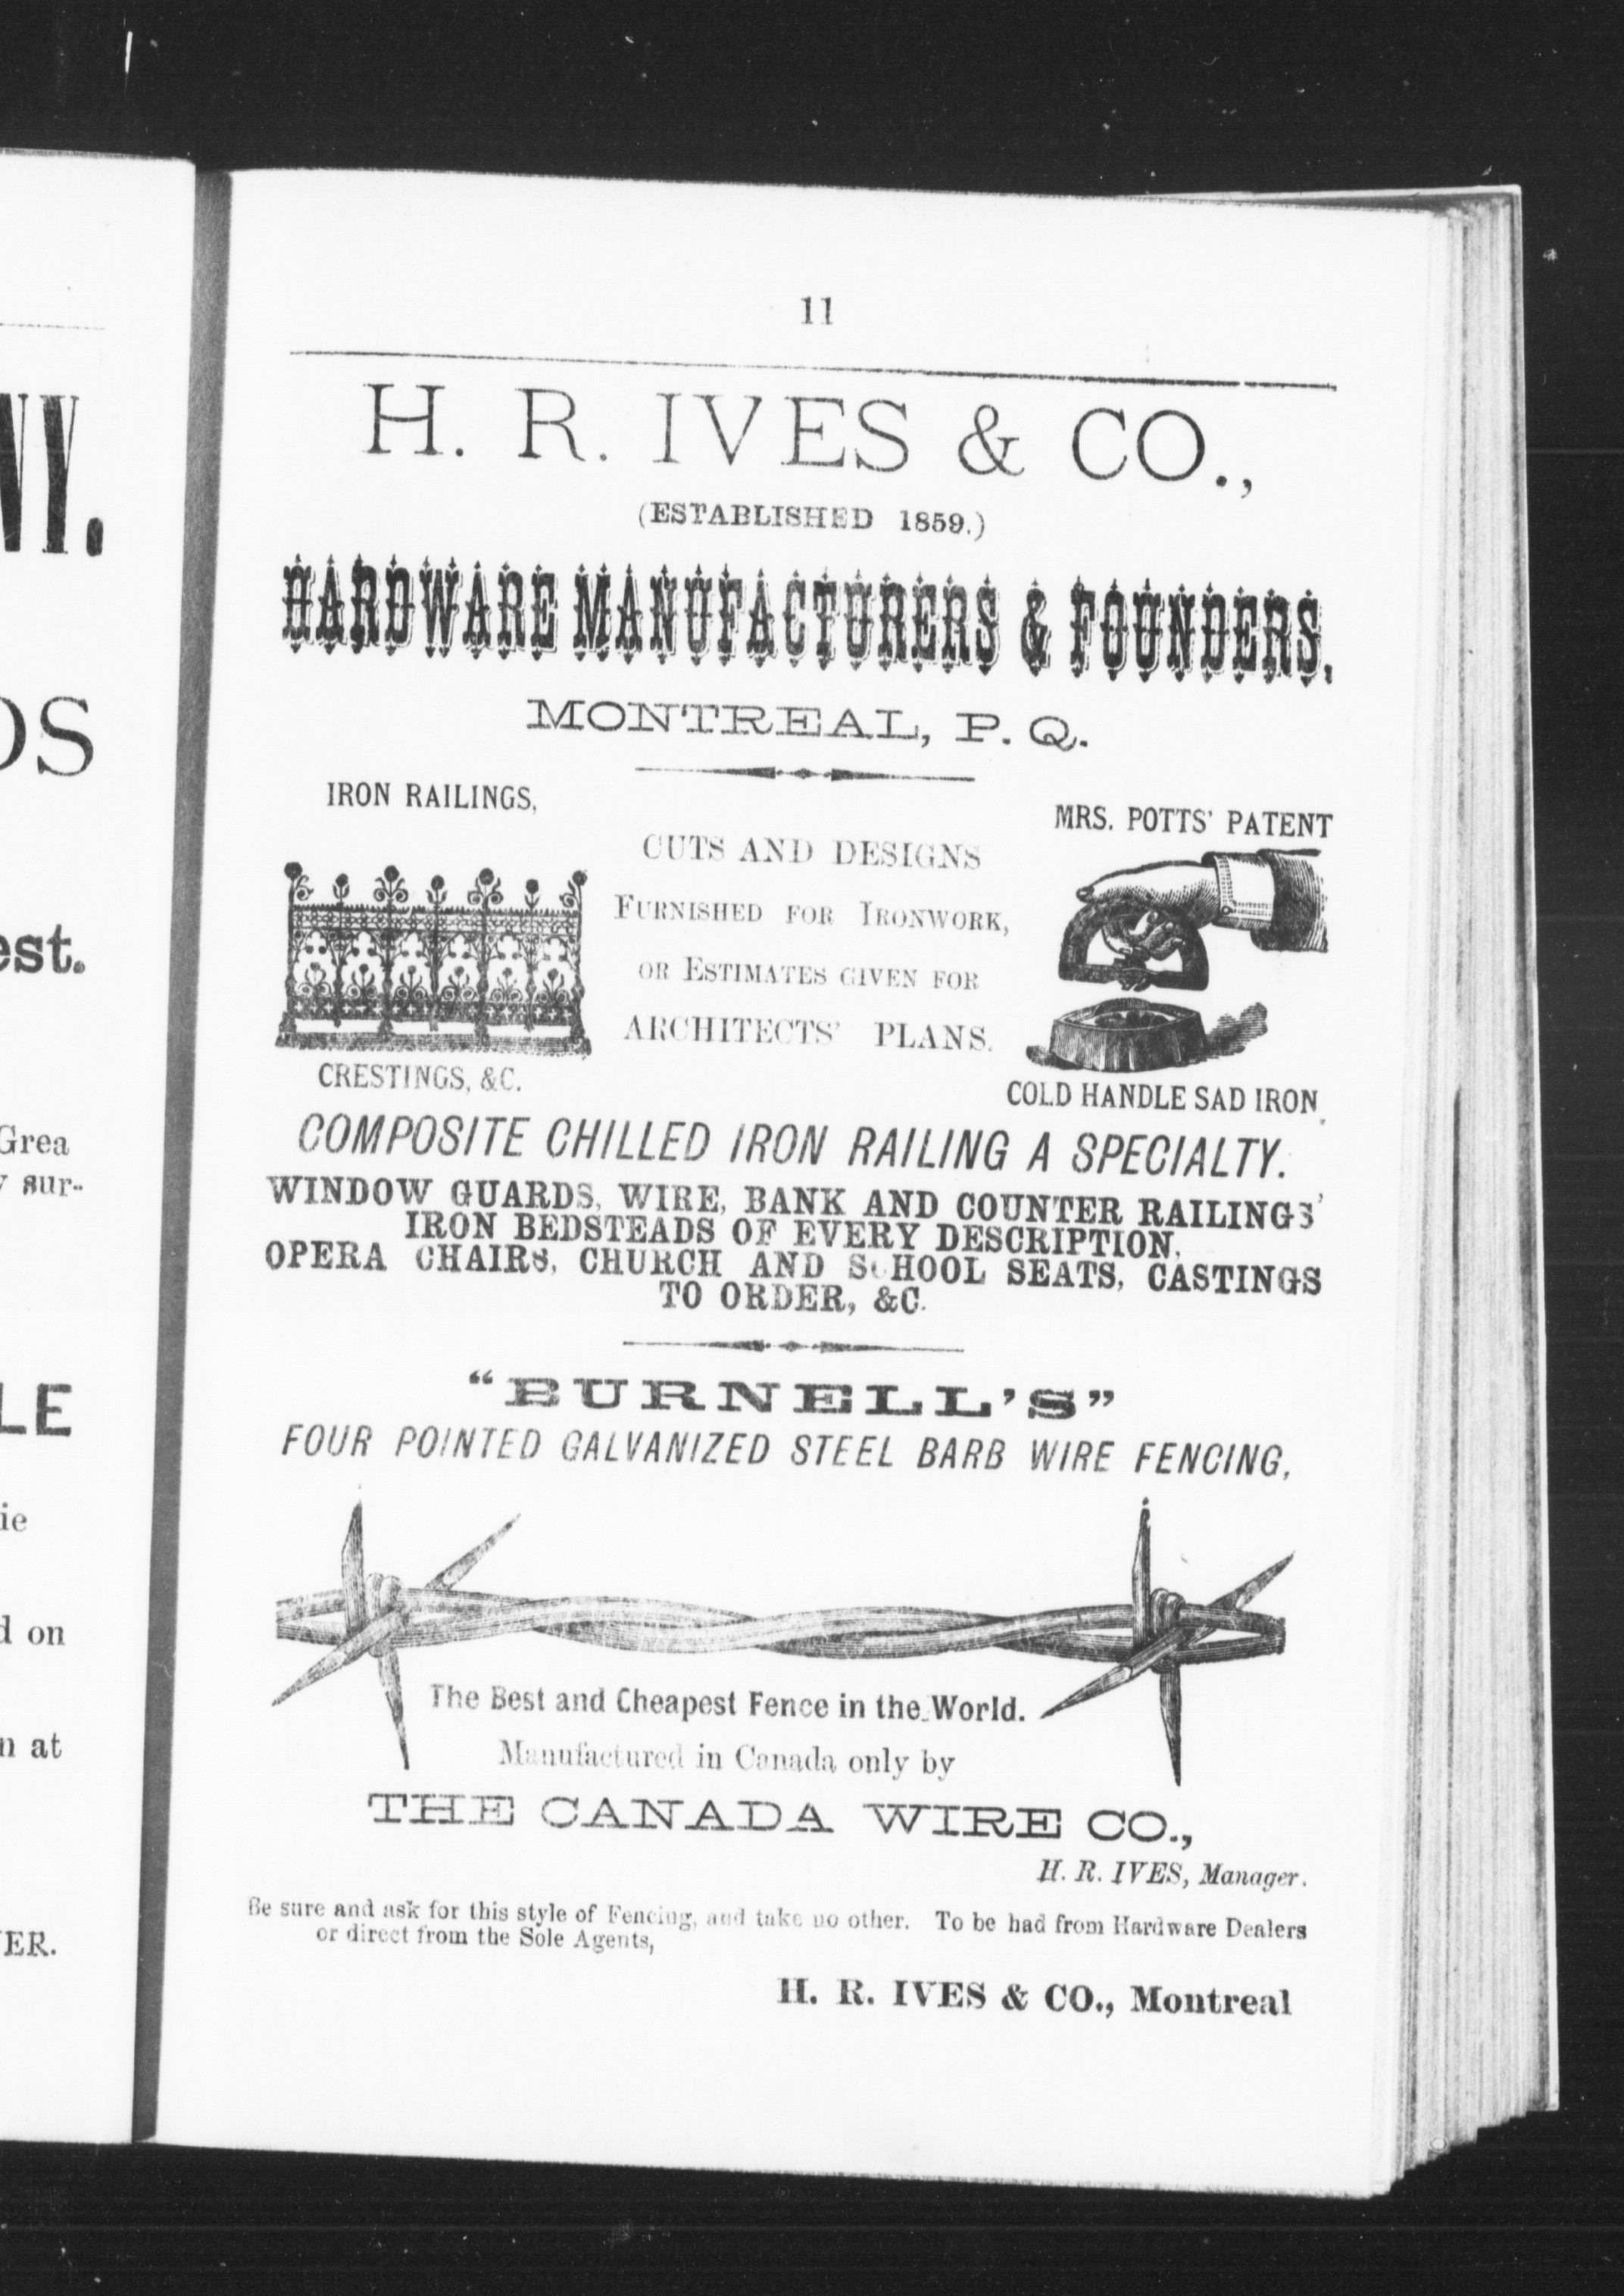 11
H. R. IVES & CO.,
(ESTABLISHED 1859.)
HARDWARE MANUFACTURERS & FOUNDERS,
MONTREAL, P. Q.
IRON RAILINGS,
CRESTINGS, &C.
CUTS AND DESIGNS
FURNISHED FOR IRONWORK,
OR ESTIMATES GIVEN FOR
ARCHITECTS' PLANS.
MRS. POTTS' PATENT
COLD HANDLE SAD IRON,
COMPOSITE CHILLED IRON RAILING A SPECIALTY.
WINDOW GUARDS, WIRE, BANK AND COUNTER RAILINGS'
IRON BEDSTEADS OF EVERY DESCRIPTION,
OPERA CHAIRS, CHURCH AND SCHOOL SEATS, CASTINGS
TO ORDER, &C.
"BURNELL'S"
FOUR POINTED GALVANIZED STEEL BARB WIRE FENCING,
The Best and Cheapest Fence in the World.
Manufactured in Canada only by
THE CANADA WIRE CO.,
H. R. IVES, Manager.
Be sure and ask for this style of Fencing, and take no other. To be had from Hardware Dealers
or direct from the Sole Agents,
H. R. IVES & CO., Montreal
NY.
OS
est.
Grea
sur-
LE
ie
d on
n at
ER.